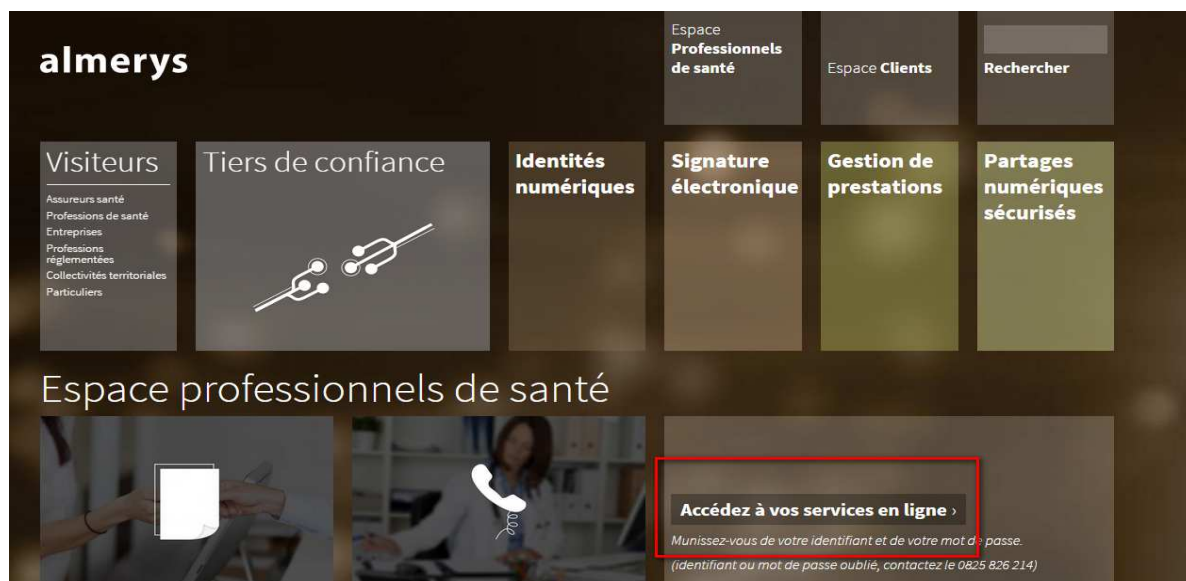 almerys
Espace
Professionnels
de santé
Espace Clients
Rechercher
Visiteurs
Assureurs santé
Professions de santé
Entreprises
Professions
réglementées
Collectivités territoriales
Particuliers
Tiers de confiance
Identités
numériques
Signature
électronique
Gestion de
prestations
Partages
numériques
sécurisés
Espace professionnels de santé
Accédez à vos services en ligne ›
Munissez-vous de votre identifiant et de votre mot de passe.
(identifiant ou mot de passe oublié, contactez le 0825 826 214)